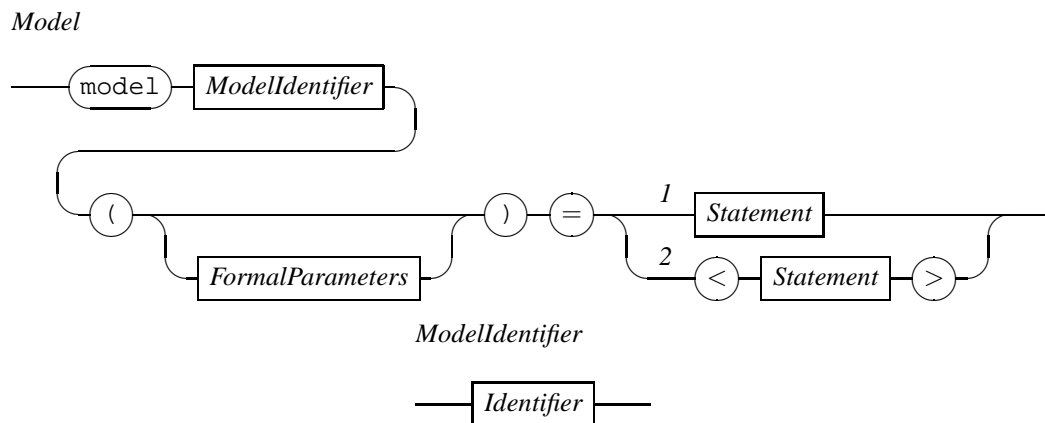 Model
model ModelIdentifier
1
( ) = Statement
2
FormalParameters < Statement >
ModelIdentifier
Identifier